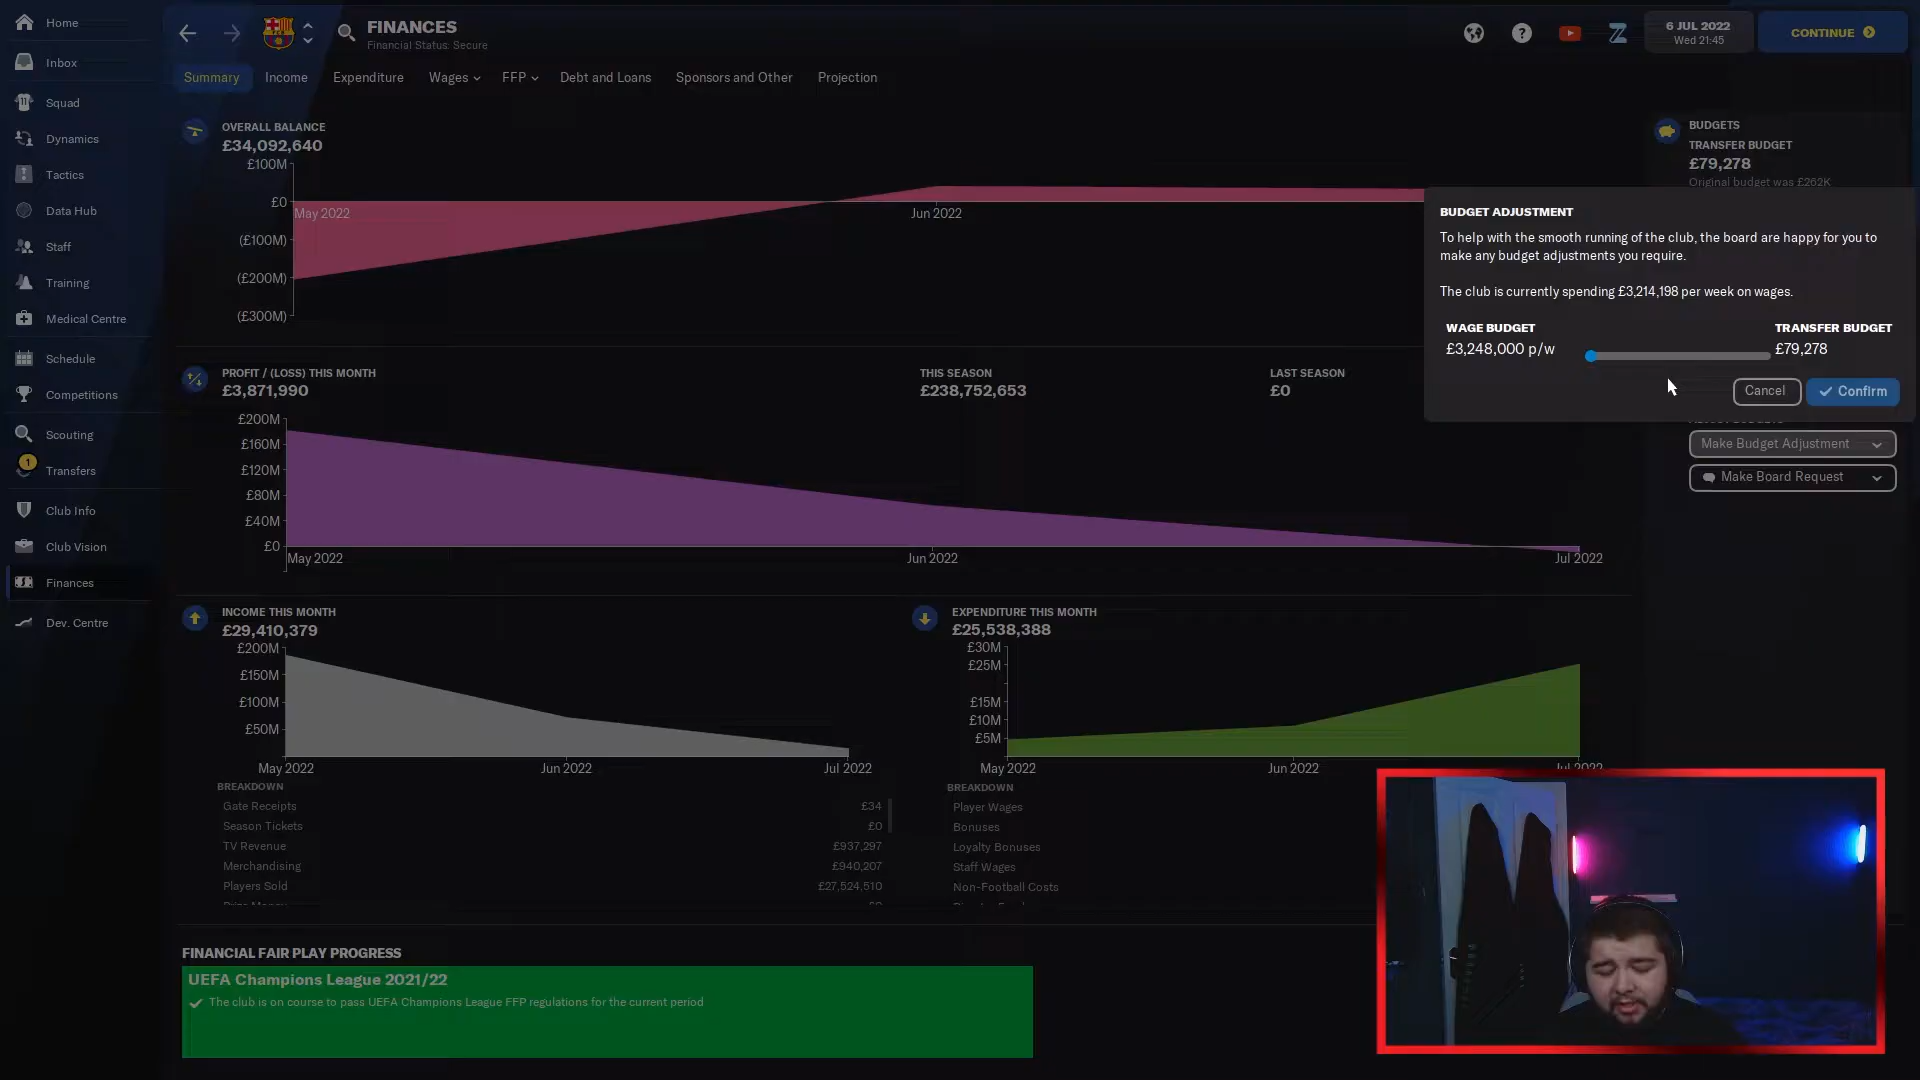 Home
Inbox
Squad
Dynamics
Tactics
Data Hub
Staff
Training
Medical Centre
Schedule
Competitions
Scouting
1
Transfers
Club Info
Club Vision
Finances
Dev. Centre
FINANCES
Financial Status: Secure
6 JUL 2022
Wed 21:45
CONTINUE
Summary
Income
Expenditure
Wages
FFP
Debt and Loans
Sponsors and Other
Projection
OVERALL BALANCE
£34,092,640
£100M
£0
(£100M)
(£200M)
(£300M)
May 2022
Jun 2022
BUDGETS
TRANSFER BUDGET
£79,278
Original budget was £262K
BUDGET ADJUSTMENT
To help with the smooth running of the club, the board are happy for you to
make any budget adjustments you require.
The club is currently spending £3,214,198 per week on wages.
WAGE BUDGET
£3,248,000 p/w
TRANSFER BUDGET
£79,278
Cancel
Confirm
Make Budget Adjustment
Make Board Request
PROFIT / (LOSS) THIS MONTH
£3,871,990
THIS SEASON
£238,752,653
LAST SEASON
£0
£200M
£160M
£120M
£80M
£40M
£0
May 2022
Jun 2022
Jul 2022
INCOME THIS MONTH
£29,410,379
£200M
£150M
£100M
£50M
May 2022
Jun 2022
Jul 2022
BREAKDOWN
Gate Receipts £34
Season Tickets £0
TV Revenue £937,297
Merchandising £940,207
Players Sold £27,524,510
EXPENDITURE THIS MONTH
£25,538,388
£30M
£25M
£15M
£10M
£5M
May 2022
Jun 2022
Jul 2022
BREAKDOWN
Player Wages
Bonuses
Loyalty Bonuses
Staff Wages
Non-Football Costs
FINANCIAL FAIR PLAY PROGRESS
UEFA Champions League 2021/22
The club is on course to pass UEFA Champions League FFP regulations for the current period